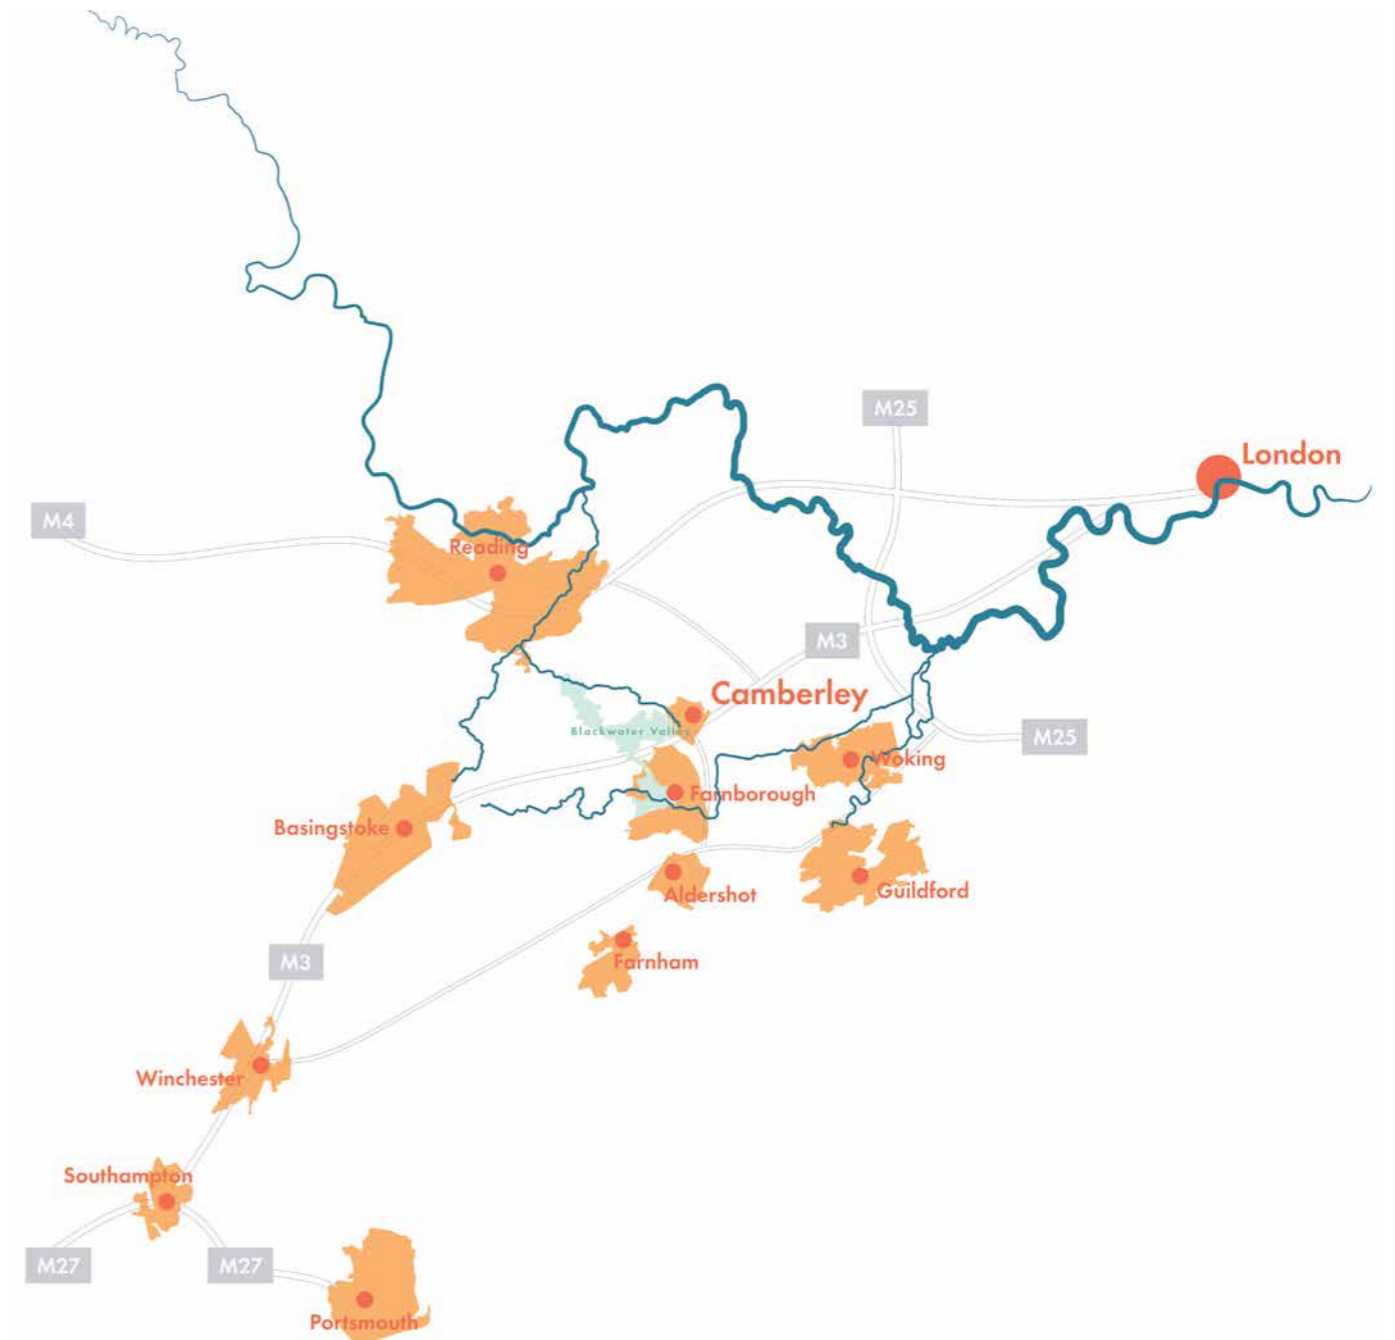 M25
London
M4
Reading
M3
Camberley
Blackwater Valley
M25
Woking
Farnborough
Basingstoke
Aldershot
Guildford
Farnham
M3
Winchester
Southampton
M27
M27
Portsmouth